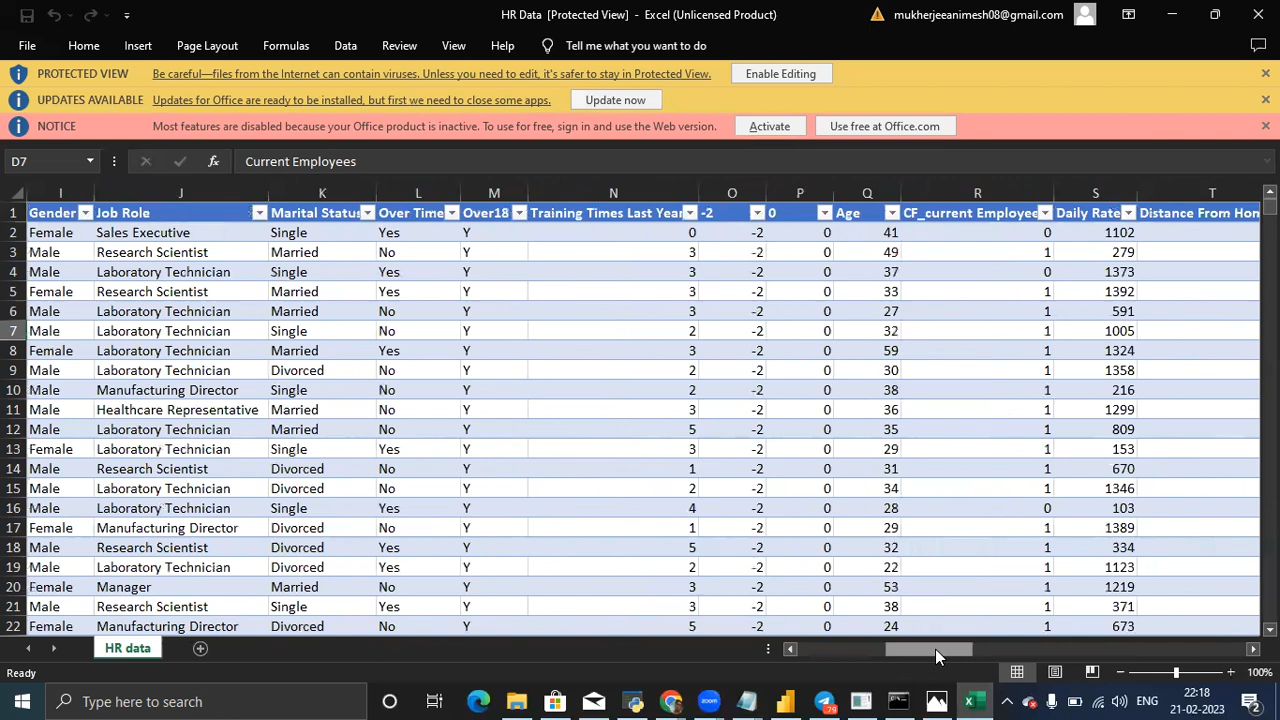 HR Data [Protected View] - Excel (Unlicensed Product) mukherjeeanimesh08@gmail.com
File Home Insert Page Layout Formulas Data Review View Help Tell me what you want to do
PROTECTED VIEW Be careful—files from the Internet can contain viruses. Unless you need to edit, it's safer to stay in Protected View. Enable Editing
UPDATES AVAILABLE Updates for Office are ready to be installed, but first we need to close some apps. Update now
NOTICE Most features are disabled because your Office product is inactive. To use for free, sign in and use the Web version. Activate Use free at Office.com
D7 fx Current Employees
I J K L M N O P Q R S T
1 Gender Job Role Marital Status Over Time Over18 Training Times Last Year -2 0 Age CF_current Employee Daily Rate Distance From Hon
2 Female Sales Executive Single Yes Y 0 -2 0 41 0 1102
3 Male Research Scientist Married No Y 3 -2 0 49 1 279
4 Male Laboratory Technician Single Yes Y 3 -2 0 37 0 1373
5 Female Research Scientist Married Yes Y 3 -2 0 33 1 1392
6 Male Laboratory Technician Married No Y 3 -2 0 27 1 591
7 Male Laboratory Technician Single No Y 2 -2 0 32 1 1005
8 Female Laboratory Technician Married Yes Y 3 -2 0 59 1 1324
9 Male Laboratory Technician Divorced No Y 2 -2 0 30 1 1358
10 Male Manufacturing Director Single No Y 2 -2 0 38 1 216
11 Male Healthcare Representative Married No Y 3 -2 0 36 1 1299
12 Male Laboratory Technician Married No Y 5 -2 0 35 1 809
13 Female Laboratory Technician Single Yes Y 3 -2 0 29 1 153
14 Male Research Scientist Divorced No Y 1 -2 0 31 1 670
15 Male Laboratory Technician Divorced No Y 2 -2 0 34 1 1346
16 Male Laboratory Technician Single Yes Y 4 -2 0 28 0 103
17 Female Manufacturing Director Divorced No Y 1 -2 0 29 1 1389
18 Male Research Scientist Divorced Yes Y 5 -2 0 32 1 334
19 Male Laboratory Technician Divorced Yes Y 2 -2 0 22 1 1123
20 Female Manager Married No Y 3 -2 0 53 1 1219
21 Male Research Scientist Single Yes Y 3 -2 0 38 1 371
22 Female Manufacturing Director Divorced No Y 5 -2 0 24 1 673
HR data
Ready 100%
Type here to search 79 ENG 22:18 21-02-2023 2